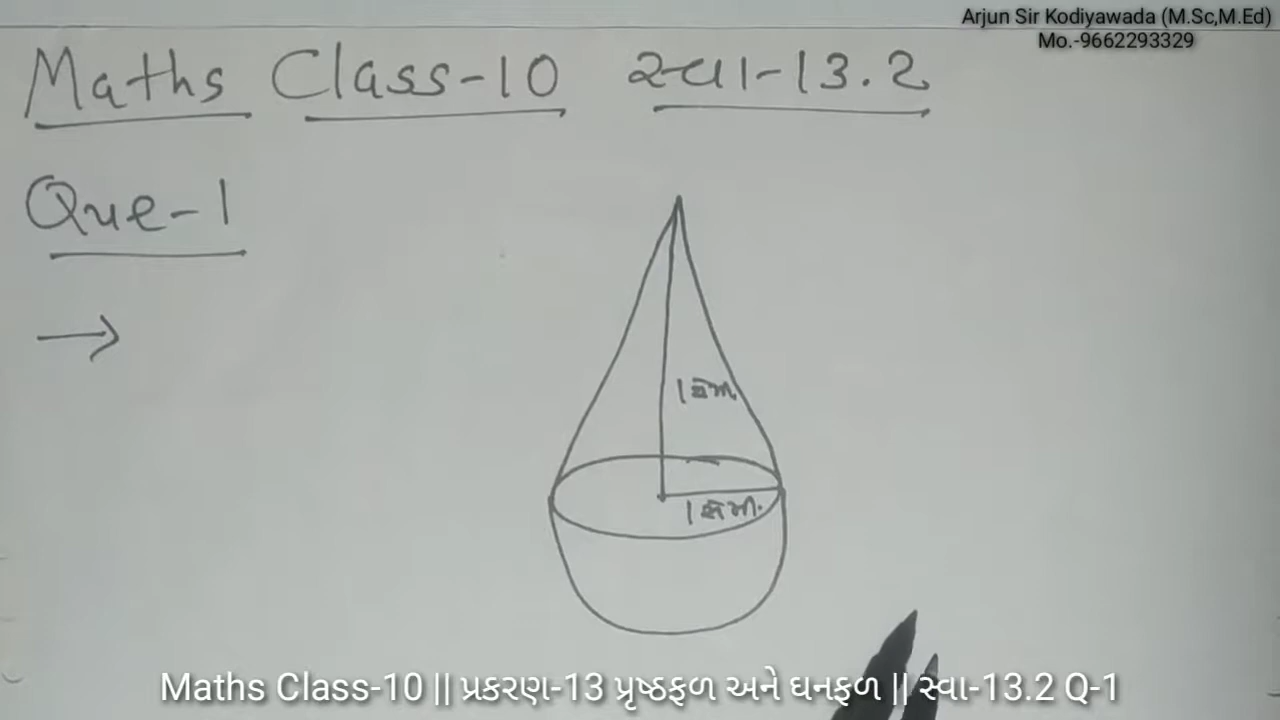 Arjun Sir Kodiyawada (M.Sc,M.Ed)
Mo.-9662293329
Maths Class-10 સ્વા-13.2
Que-1
→
1 સેમી
1 સેમી.
Maths Class-10 || પ્રકરણ-13 પૃષ્ઠફળ અને ઘનફળ || સ્વા-13.2 Q-1